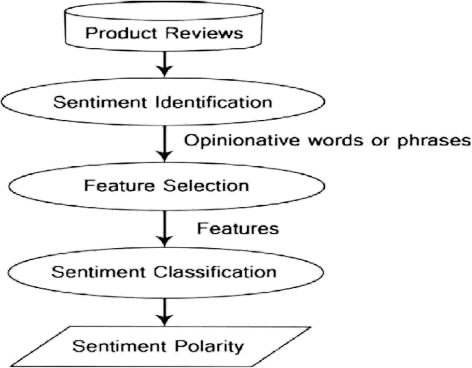 Product Reviews
Sentiment Identification
Opinionative words or phrases
Feature Selection
Features
Sentiment Classification
Sentiment Polarity